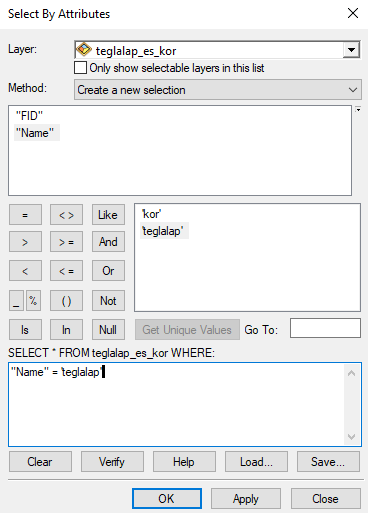 Select By Attributes
Layer: teglalap_es_kor
Only show selectable layers in this list
Method: Create a new selection
"FID"
"Name"
= < > Like
> > = And
< < = Or
_ % ( ) Not
Is In Null
'kor'
'teglalap'
Get Unique Values Go To:
SELECT * FROM teglalap_es_kor WHERE:
"Name" = 'teglalap'
Clear Verify Help Load... Save...
OK Apply Close